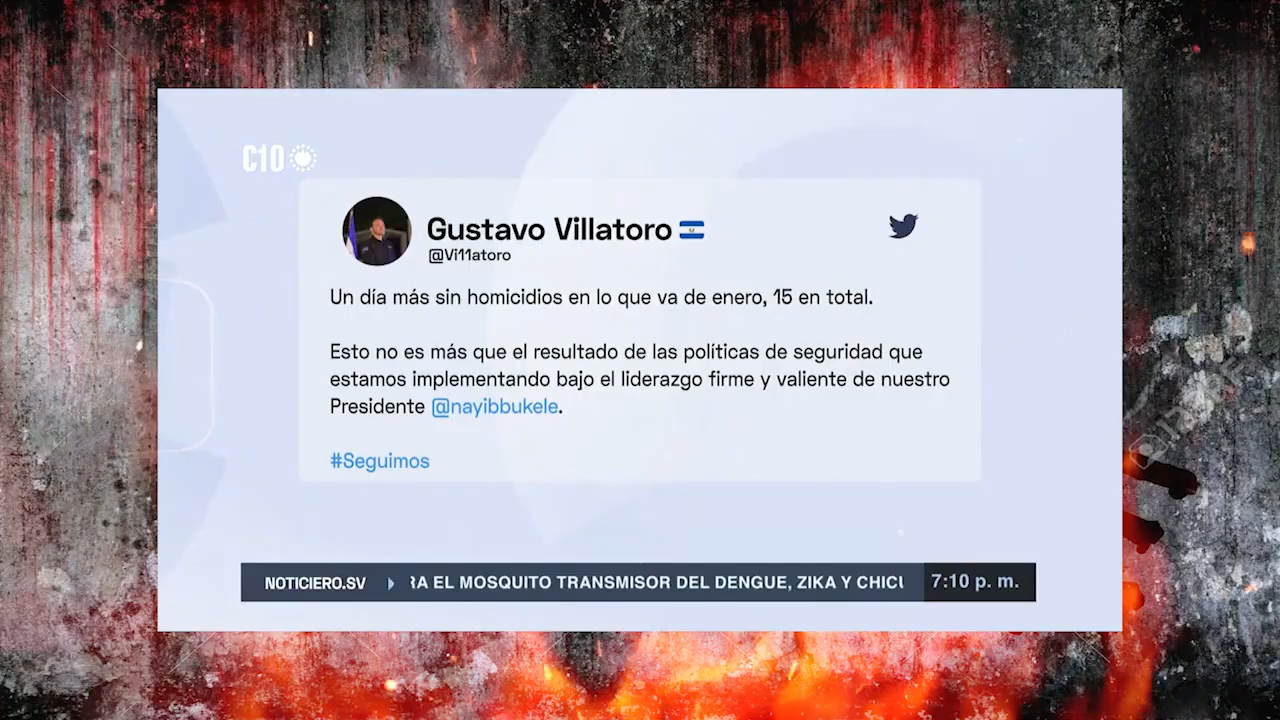 C10
Gustavo Villatoro
@Vi11atoro
Un día más sin homicidios en lo que va de enero, 15 en total.
Esto no es más que el resultado de las políticas de seguridad que
estamos implementando bajo el liderazgo firme y valiente de nuestro
Presidente @nayibbukele.
#Seguimos
NOTICIERO.SV
EL MOSQUITO TRANSMISOR DEL DENGUE, ZIKA Y
7:10 p. m.